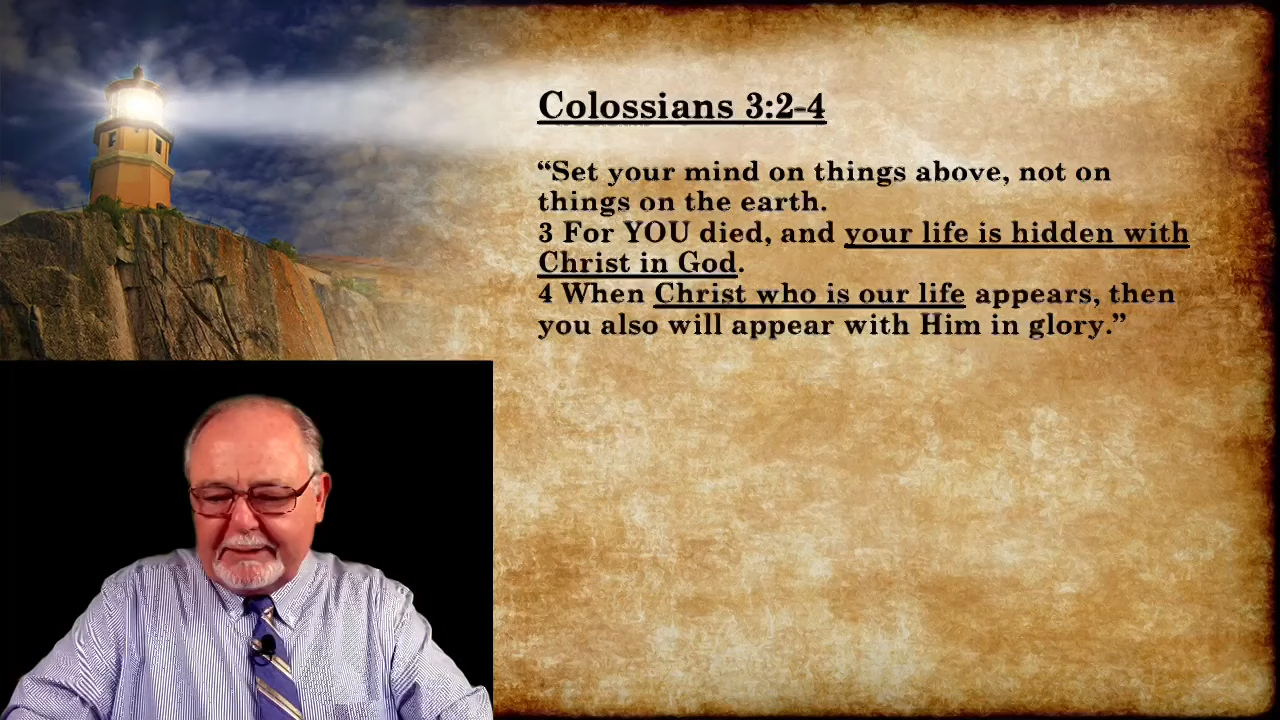 Colossians 3:2-4
“Set your mind on things above, not on
things on the earth.
3 For YOU died, and your life is hidden with
Christ in God.
4 When Christ who is our life appears, then
you also will appear with Him in glory.”